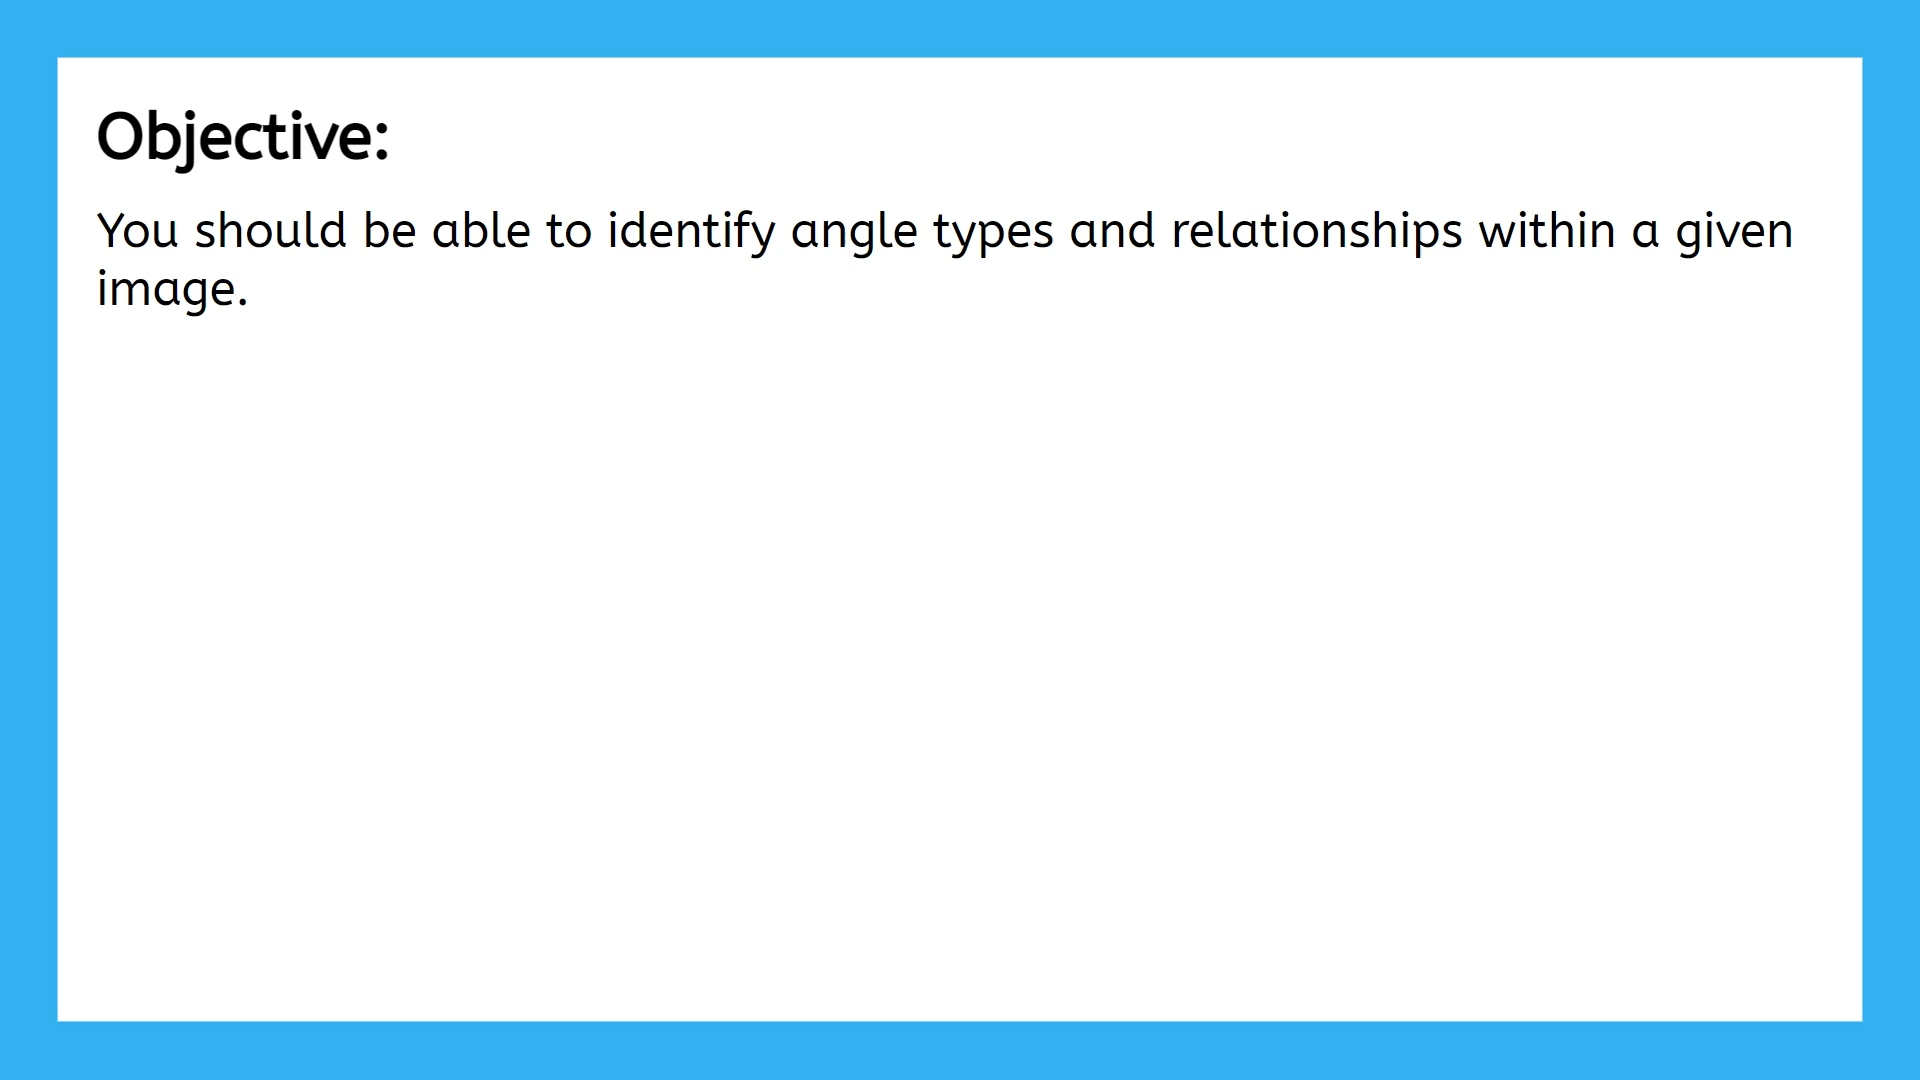 Objective:
You should be able to identify angle types and relationships within a given
image.